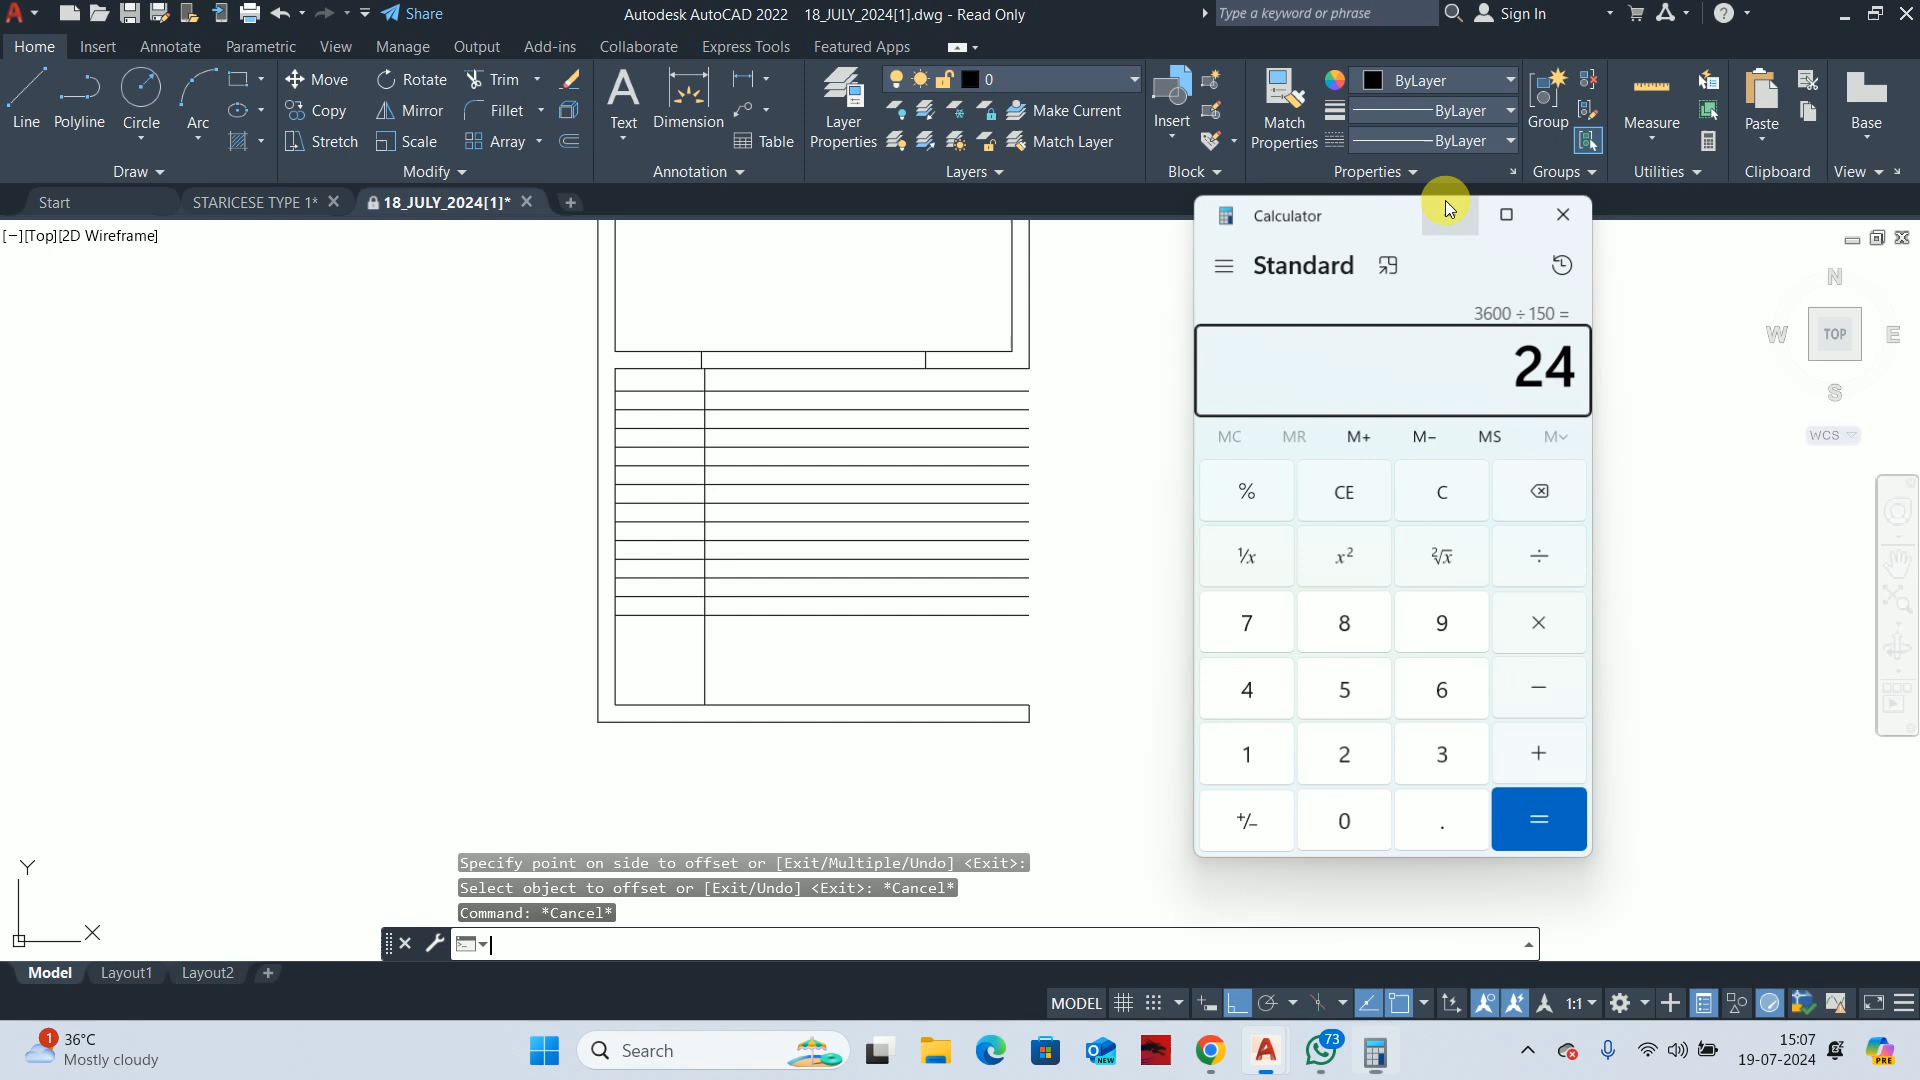 Share
Autodesk AutoCAD 2022 18_JULY_2024[1].dwg - Read Only
Type a keyword or phrase
Sign In
Home Insert Annotate Parametric View Manage Output Add-ins Collaborate Express Tools Featured Apps
Line Polyline Circle Arc
Move Rotate Trim
Copy Mirror Fillet
Stretch Scale Array
Text Dimension Table
Layer Properties
0
Make Current
Match Layer
Insert
Match Properties
ByLayer
ByLayer
ByLayer
Group
Measure
Paste
Base
Draw Modify Annotation Layers Block Properties Groups Utilities Clipboard View
Start STARICESE TYPE 1* 18_JULY_2024[1]*
[−][Top][2D Wireframe]
Calculator
Standard
3600 ÷ 150 =
24
MC MR M+ M− MS M
% CE C
¹/x x² ²√x ÷
7 8 9 ×
4 5 6 −
1 2 3 +
+/− 0 . =
N
W TOP E
S
WCS
Y
X
Specify point on side to offset or [Exit/Multiple/Undo] <Exit>:
Select object to offset or [Exit/Undo] <Exit>: *Cancel*
Command: *Cancel*
Model Layout1 Layout2
MODEL 1:1
1
36°C
Mostly cloudy
Search
NEW
73
15:07
19-07-2024
PRE